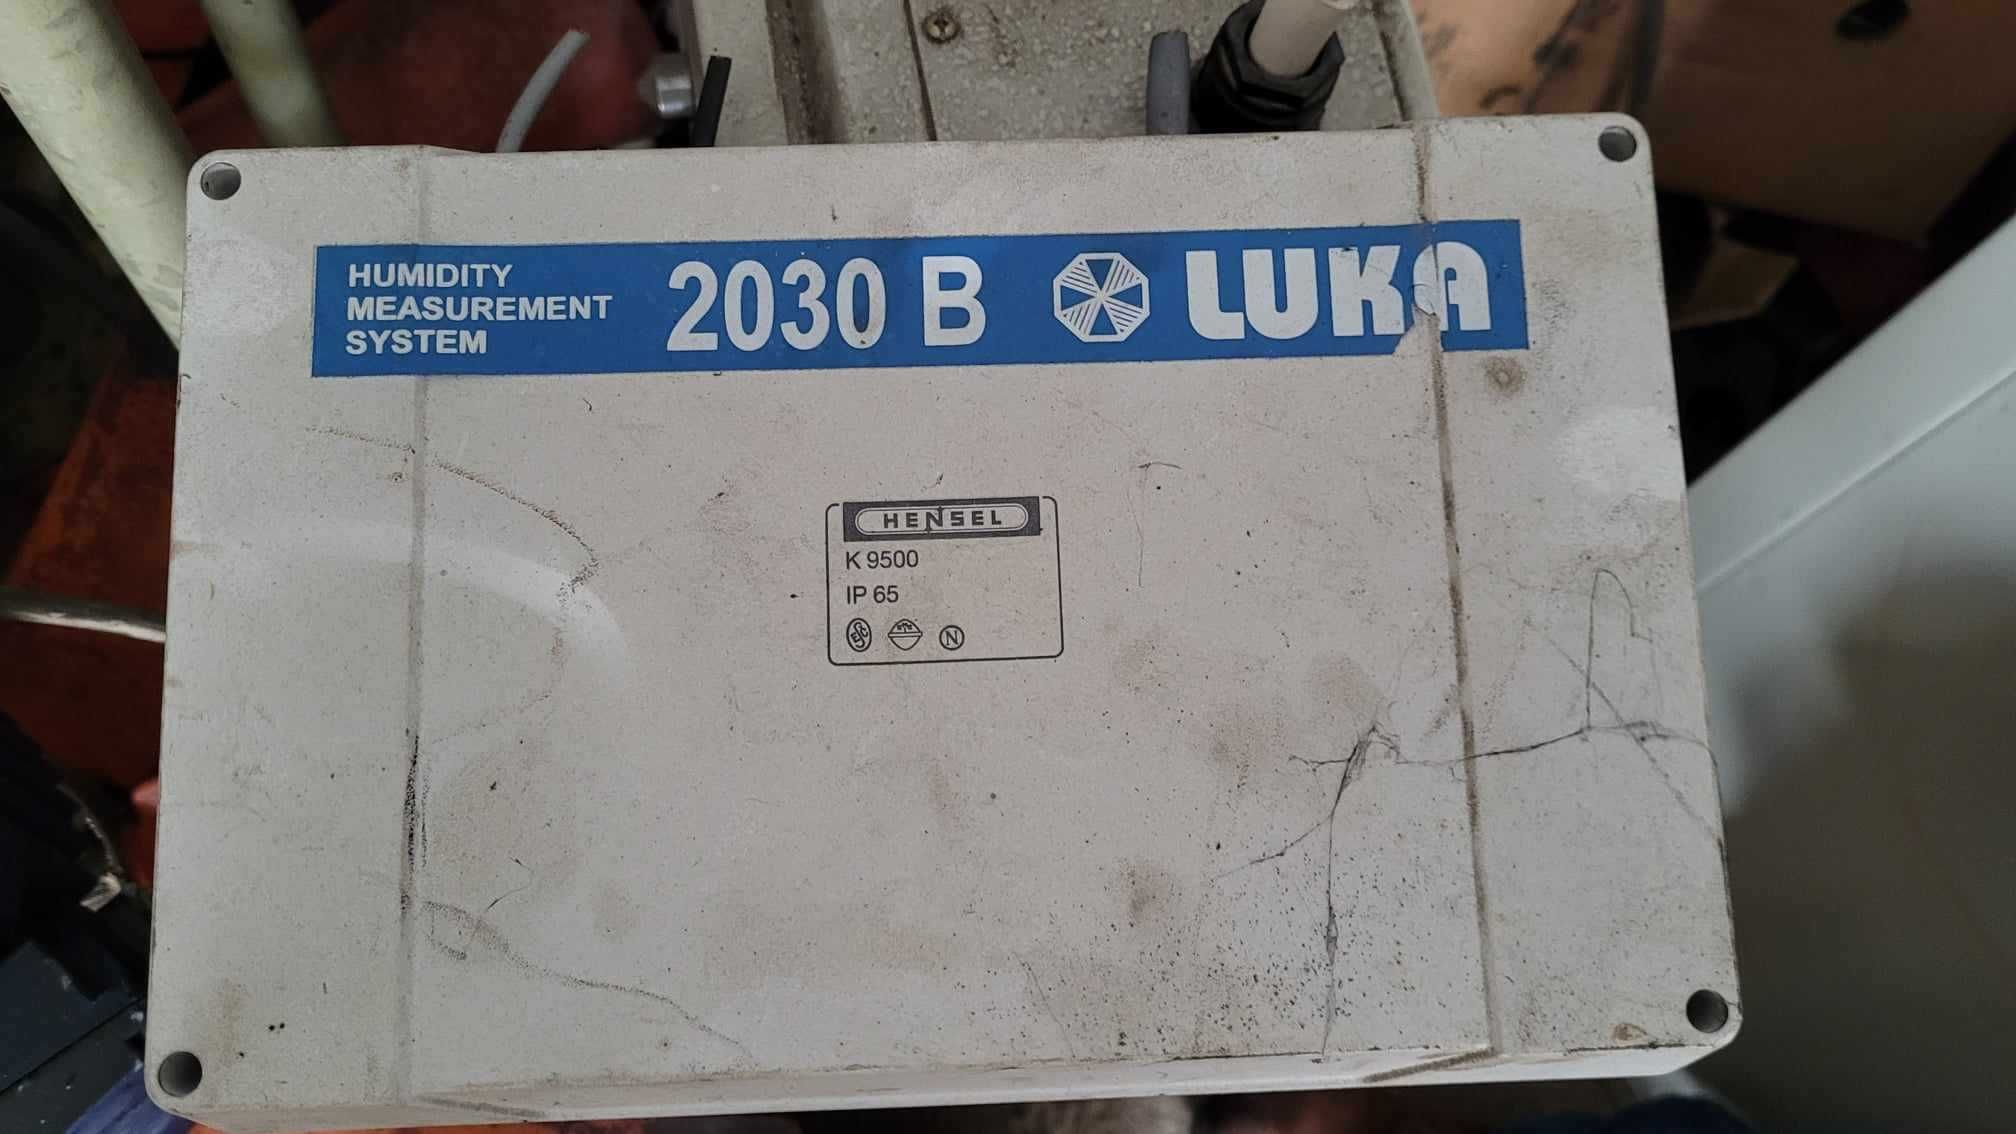 HUMIDITY
MEASUREMENT
SYSTEM
2030 B
LUKA
HENSEL
K 9500
IP 65
N